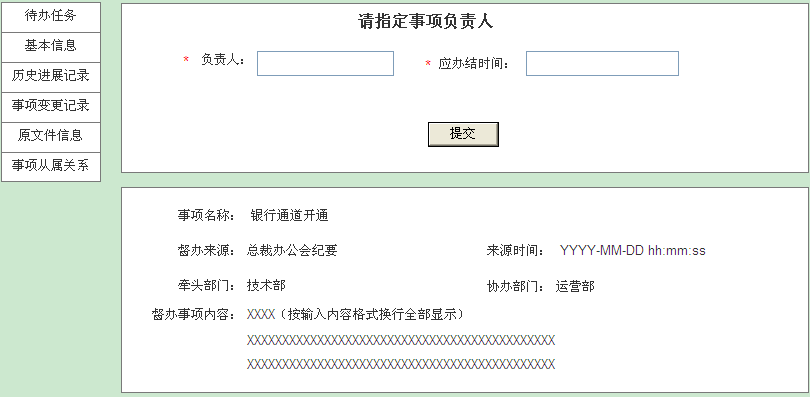 待办任务
基本信息
历史进展记录
事项变更记录
原文件信息
事项从属关系
请指定事项负责人
* 负责人： * 应办结时间：
提交
事项名称： 银行通道开通
督办来源： 总裁办公会纪要 来源时间： YYYY-MM-DD hh:mm:ss
牵头部门： 技术部 协办部门： 运营部
督办事项内容： XXXX（按输入内容格式换行全部显示）
XXXXXXXXXXXXXXXXXXXXXXXXXXXXXXXXXXXXXXXXXXXX
XXXXXXXXXXXXXXXXXXXXXXXXXXXXXXXXXXXXXXXXXXXX